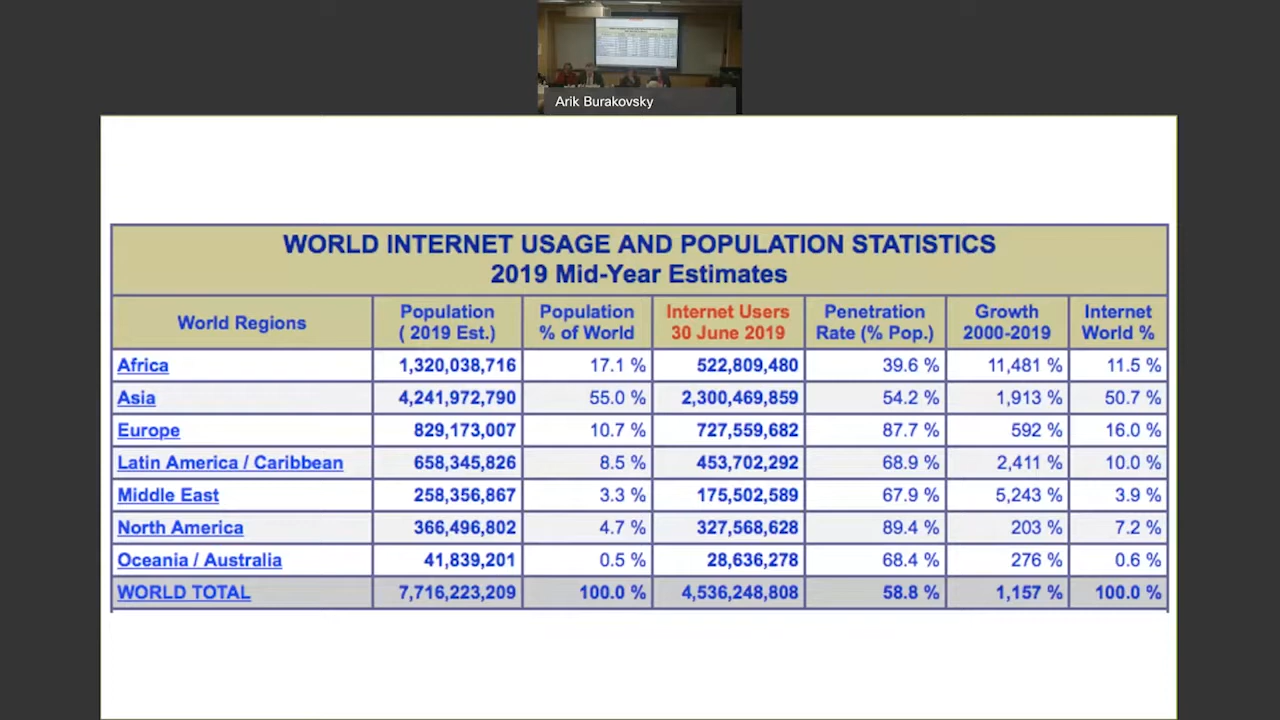 Arik Burakovsky
WORLD INTERNET USAGE AND POPULATION STATISTICS
2019 Mid-Year Estimates
World Regions Population ( 2019 Est.) Population % of World Internet Users 30 June 2019 Penetration Rate (% Pop.) Growth 2000-2019 Internet World %
Africa 1,320,038,716 17.1 % 522,809,480 39.6 % 11,481 % 11.5 %
Asia 4,241,972,790 55.0 % 2,300,469,859 54.2 % 1,913 % 50.7 %
Europe 829,173,007 10.7 % 727,559,682 87.7 % 592 % 16.0 %
Latin America / Caribbean 658,345,826 8.5 % 453,702,292 68.9 % 2,411 % 10.0 %
Middle East 258,356,867 3.3 % 175,502,589 67.9 % 5,243 % 3.9 %
North America 366,496,802 4.7 % 327,568,628 89.4 % 203 % 7.2 %
Oceania / Australia 41,839,201 0.5 % 28,636,278 68.4 % 276 % 0.6 %
WORLD TOTAL 7,716,223,209 100.0 % 4,536,248,808 58.8 % 1,157 % 100.0 %